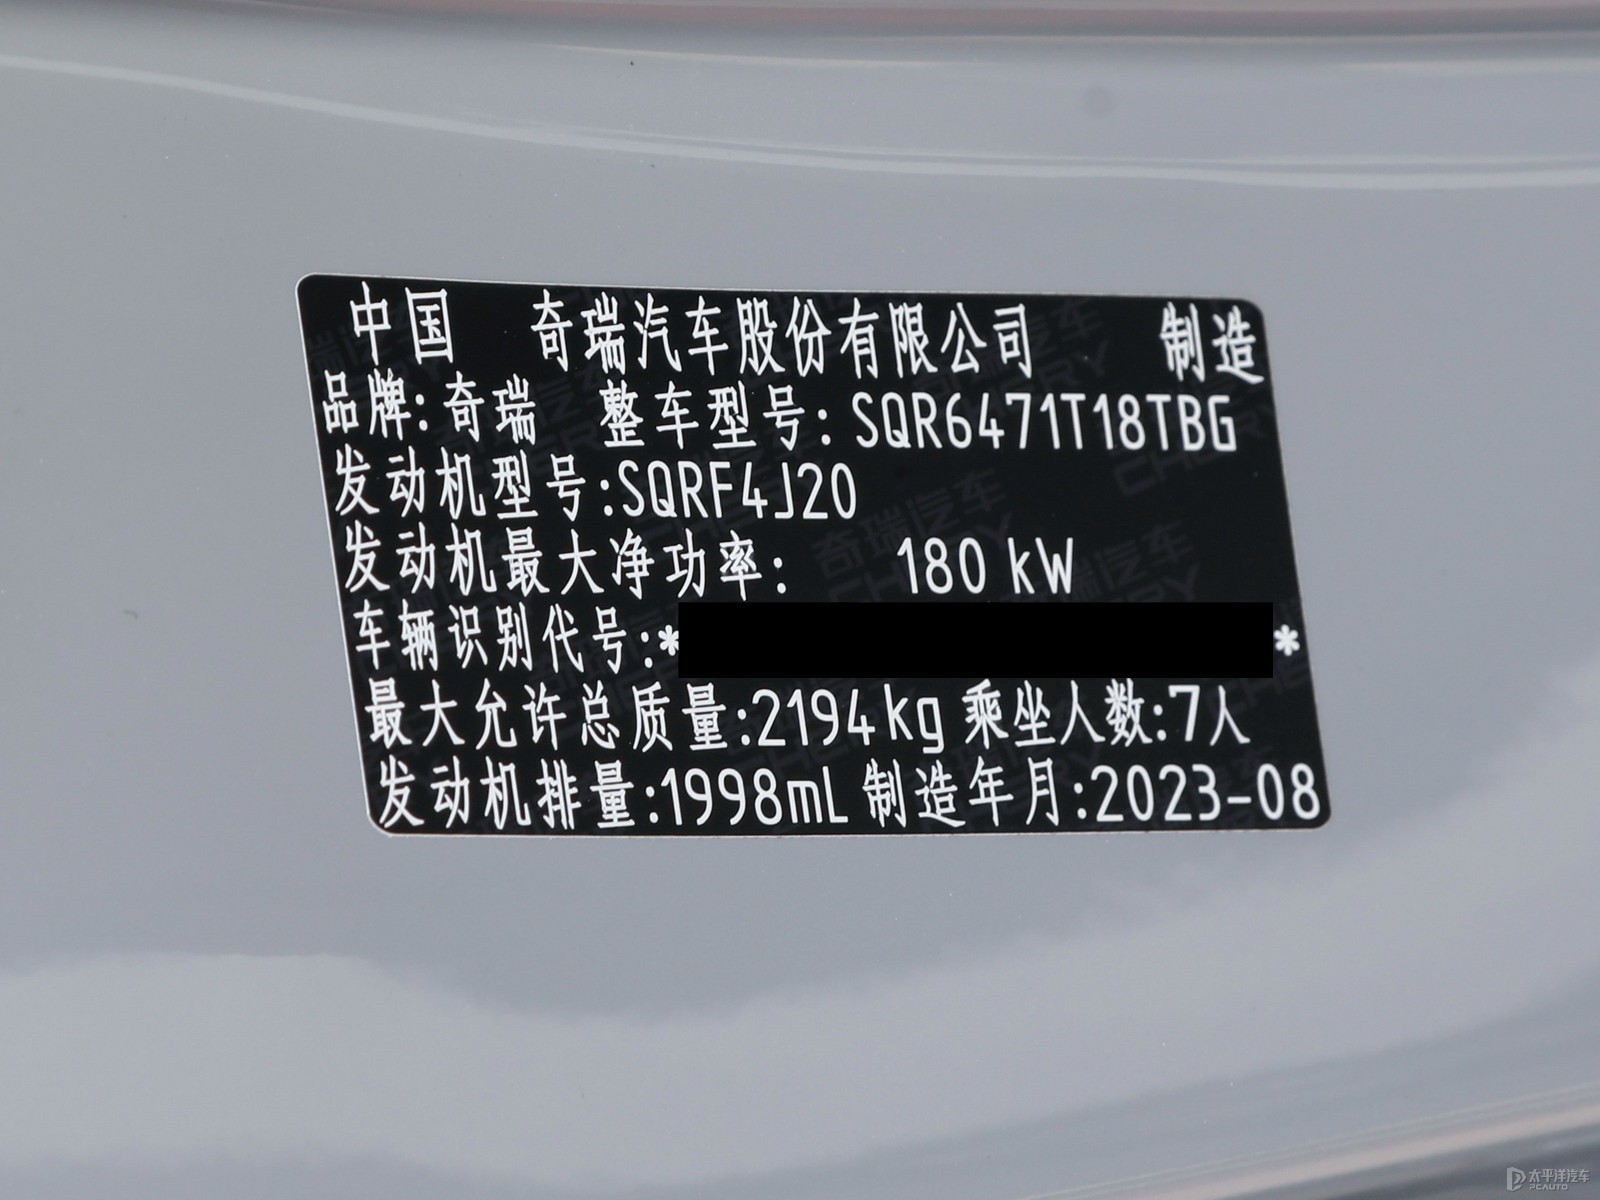 中国 奇瑞汽车股份有限公司 制造
品牌:奇瑞 整车型号:SQR6471T18TBG
发动机型号:SQRF4J20
发动机最大净功率: 180 kW
车辆识别代号:* *
最大允许总质量:2194kg 乘坐人数:7人
发动机排量:1998mL 制造年月:2023-08
太平洋汽车
PCAUTO